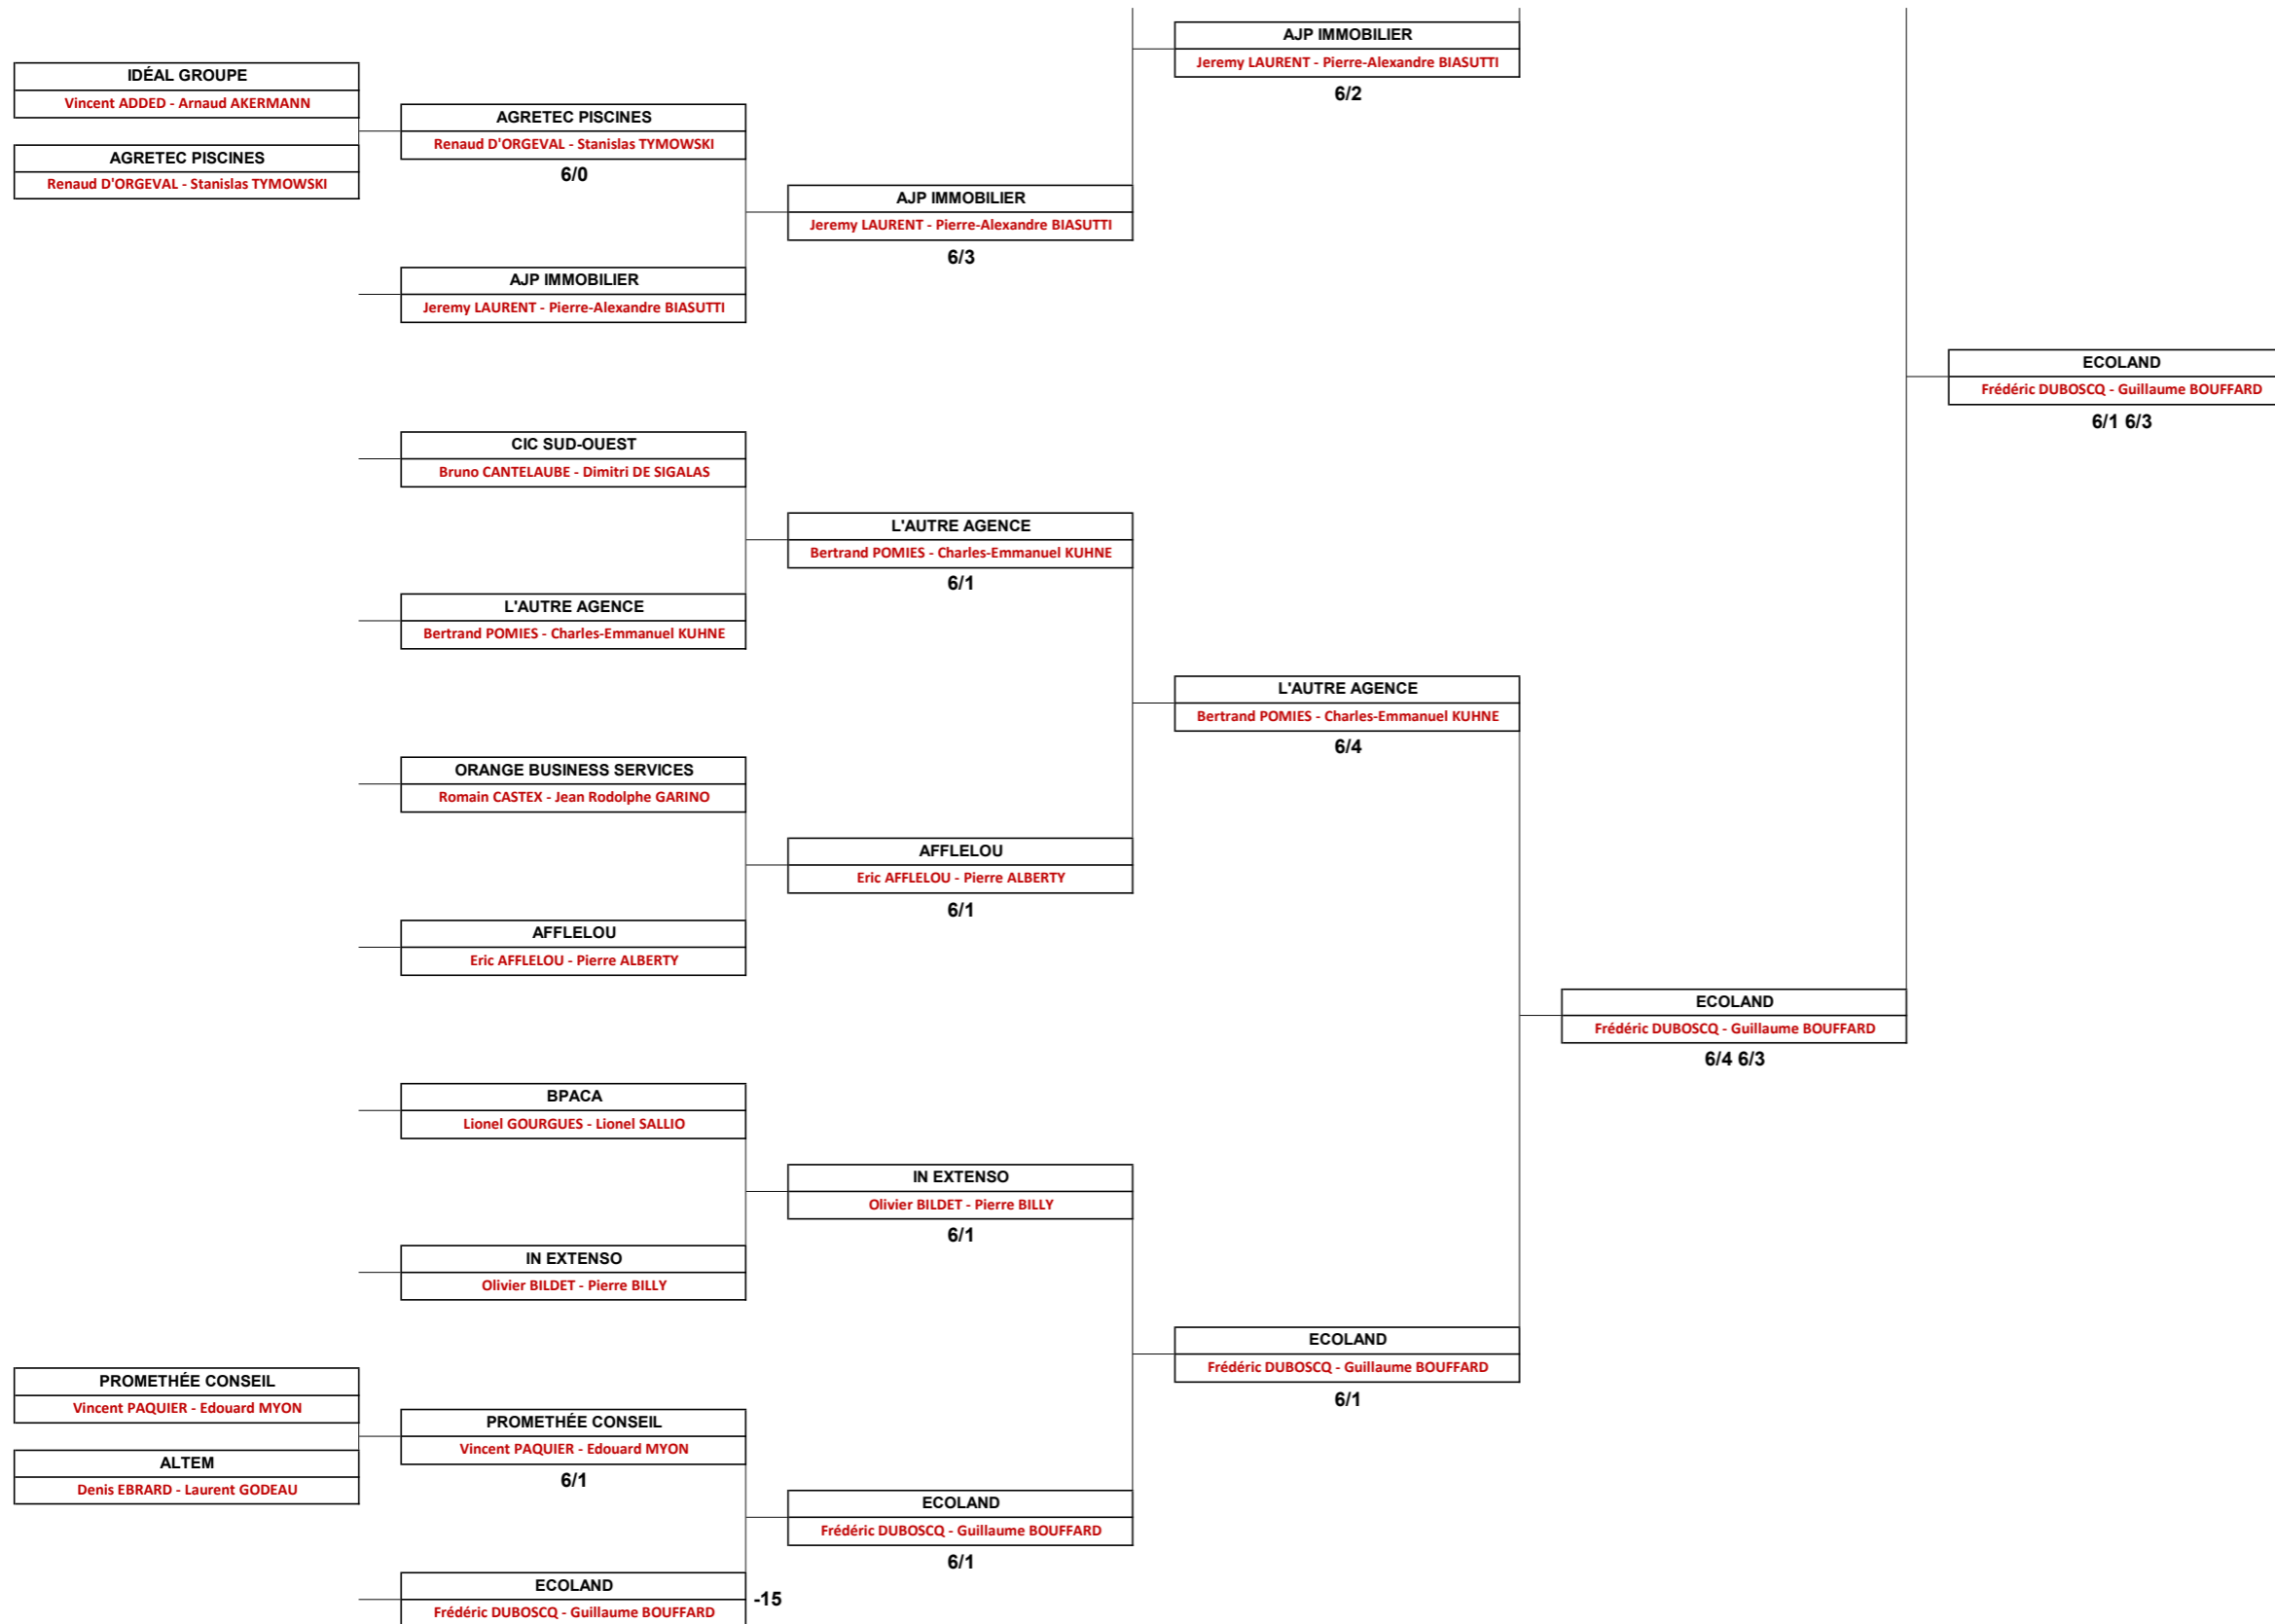 AJP IMMOBILIER
Jeremy LAURENT - Pierre-Alexandre BIASUTTI
6/2
IDÉAL GROUPE
Vincent ADDED - Arnaud AKERMANN
AGRETEC PISCINES
Renaud D'ORGEVAL - Stanislas TYMOWSKI
6/0
AGRETEC PISCINES
Renaud D'ORGEVAL - Stanislas TYMOWSKI
AJP IMMOBILIER
Jeremy LAURENT - Pierre-Alexandre BIASUTTI
6/3
AJP IMMOBILIER
Jeremy LAURENT - Pierre-Alexandre BIASUTTI
ECOLAND
Frédéric DUBOSCQ - Guillaume BOUFFARD
6/1 6/3
CIC SUD-OUEST
Bruno CANTELAUBE - Dimitri DE SIGALAS
L'AUTRE AGENCE
Bertrand POMIES - Charles-Emmanuel KUHNE
6/1
L'AUTRE AGENCE
Bertrand POMIES - Charles-Emmanuel KUHNE
L'AUTRE AGENCE
Bertrand POMIES - Charles-Emmanuel KUHNE
6/4
ORANGE BUSINESS SERVICES
Romain CASTEX - Jean Rodolphe GARINO
AFFLELOU
Eric AFFLELOU - Pierre ALBERTY
6/1
AFFLELOU
Eric AFFLELOU - Pierre ALBERTY
ECOLAND
Frédéric DUBOSCQ - Guillaume BOUFFARD
6/4 6/3
BPACA
Lionel GOURGUES - Lionel SALLIO
IN EXTENSO
Olivier BILDET - Pierre BILLY
6/1
IN EXTENSO
Olivier BILDET - Pierre BILLY
ECOLAND
Frédéric DUBOSCQ - Guillaume BOUFFARD
6/1
PROMETHÉE CONSEIL
Vincent PAQUIER - Edouard MYON
PROMETHÉE CONSEIL
Vincent PAQUIER - Edouard MYON
6/1
ALTEM
Denis EBRARD - Laurent GODEAU
ECOLAND
Frédéric DUBOSCQ - Guillaume BOUFFARD
6/1
ECOLAND
-15
Frédéric DUBOSCQ - Guillaume BOUFFARD